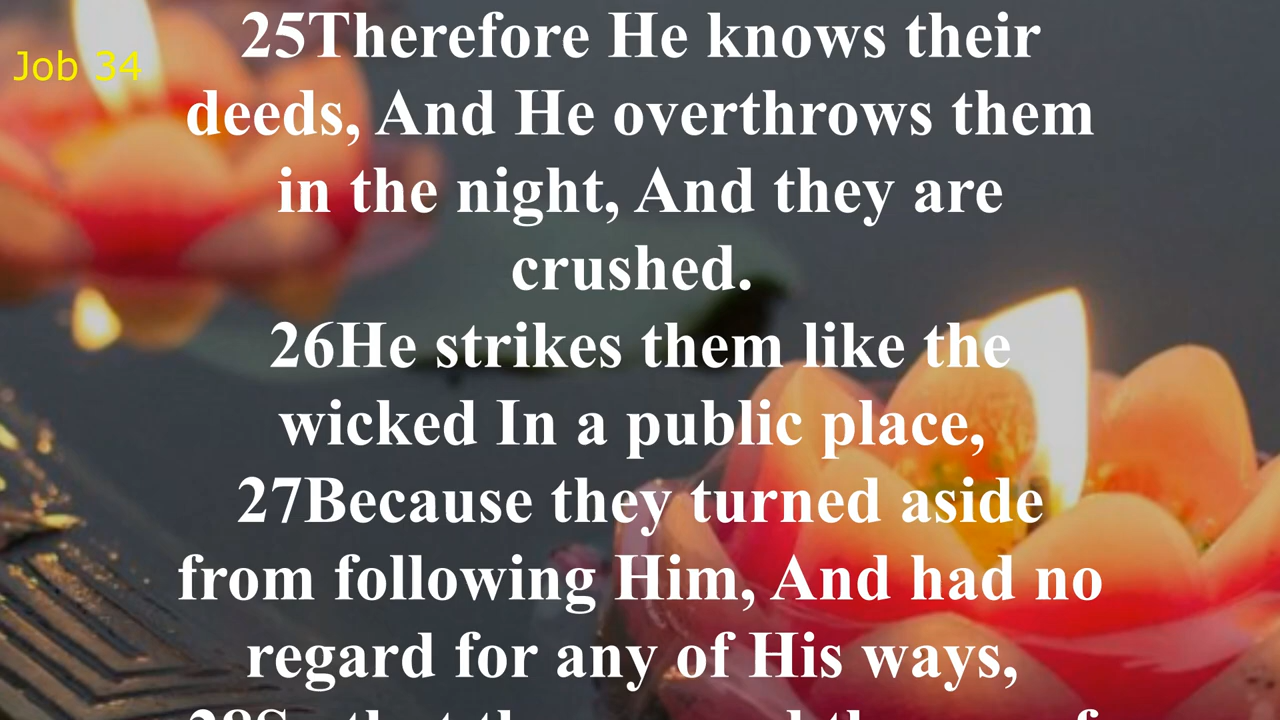 Job 34
25Therefore He knows their
deeds, And He overthrows them
in the night, And they are
crushed.
26He strikes them like the
wicked In a public place,
27Because they turned aside
from following Him, And had no
regard for any of His ways,